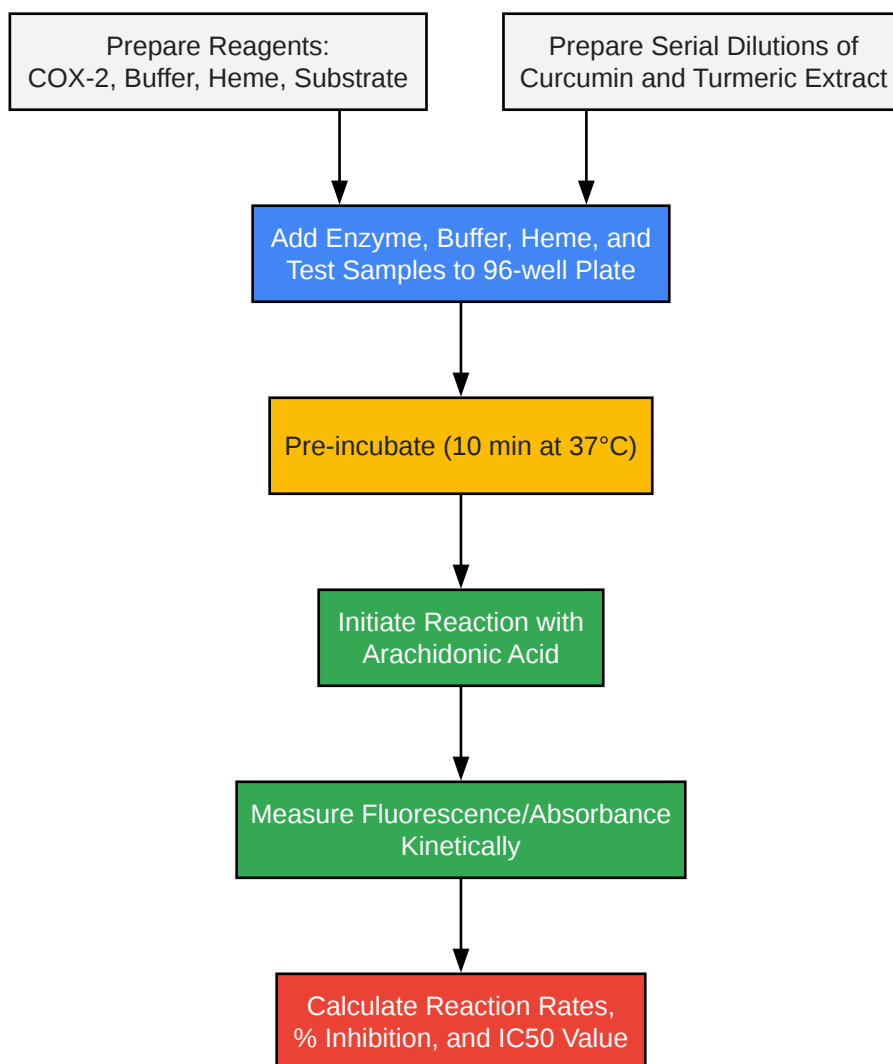 Prepare Reagents:
COX-2, Buffer, Heme, Substrate
Prepare Serial Dilutions of
Curcumin and Turmeric Extract
Add Enzyme, Buffer, Heme, and
Test Samples to 96-well Plate
Pre-incubate (10 min at 37°C)
Initiate Reaction with
Arachidonic Acid
Measure Fluorescence/Absorbance
Kinetically
Calculate Reaction Rates,
% Inhibition, and IC50 Value